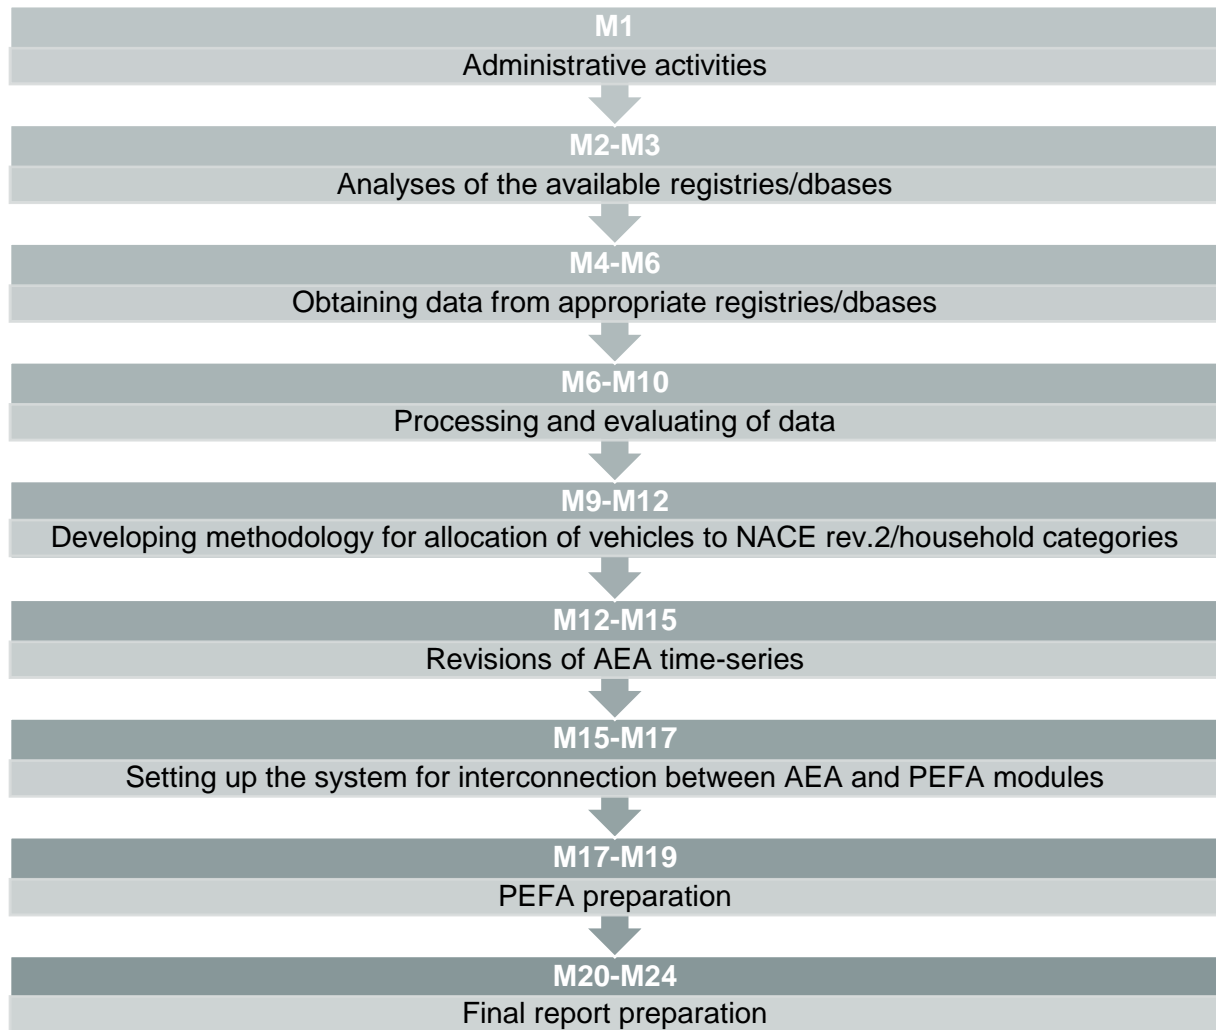 M1
Administrative activities
M2-M3
Analyses of the available registries/dbases
M4-M6
Obtaining data from appropriate registries/dbases
M6-M10
Processing and evaluating of data
M9-M12
Developing methodology for allocation of vehicles to NACE rev.2/household categories
M12-M15
Revisions of AEA time-series
M15-M17
Setting up the system for interconnection between AEA and PEFA modules
M17-M19
PEFA preparation
M20-M24
Final report preparation